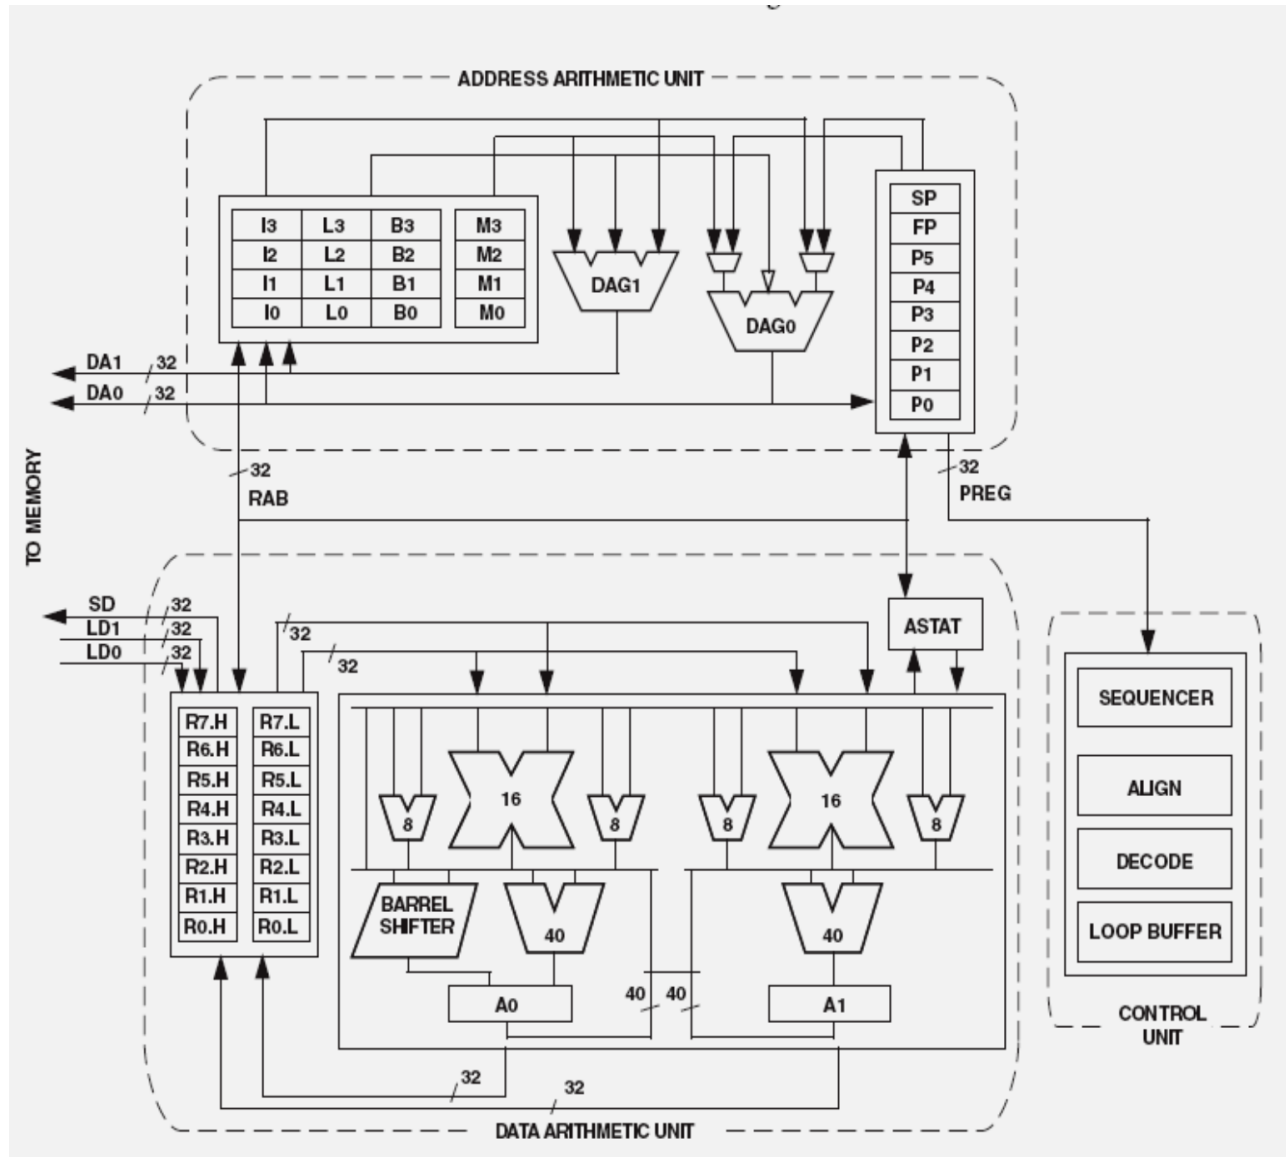 ADDRESS ARITHMETIC UNIT
SP
I3 L3 B3 M3 FP
I2 L2 B2 M2 P5
I1 L1 B1 M1 DAG1 P4
I0 L0 B0 M0 DAG0 P3
P2
DA1 32 P1
DA0 32 P0
32 RAB
32 PREG
TO MEMORY
SD 32
LD1 32 32
LD0 32 32
ASTAT
SEQUENCER
R7.H R7.L
R6.H R6.L
R5.H R5.L
R4.H R4.L
R3.H R3.L
R2.H R2.L
R1.H R1.L
R0.H R0.L
8 16 8 8 16 8
ALIGN
DECODE
LOOP BUFFER
BARREL
SHIFTER
40 40
A0 40 40 A1
CONTROL
UNIT
32 32
DATA ARITHMETIC UNIT